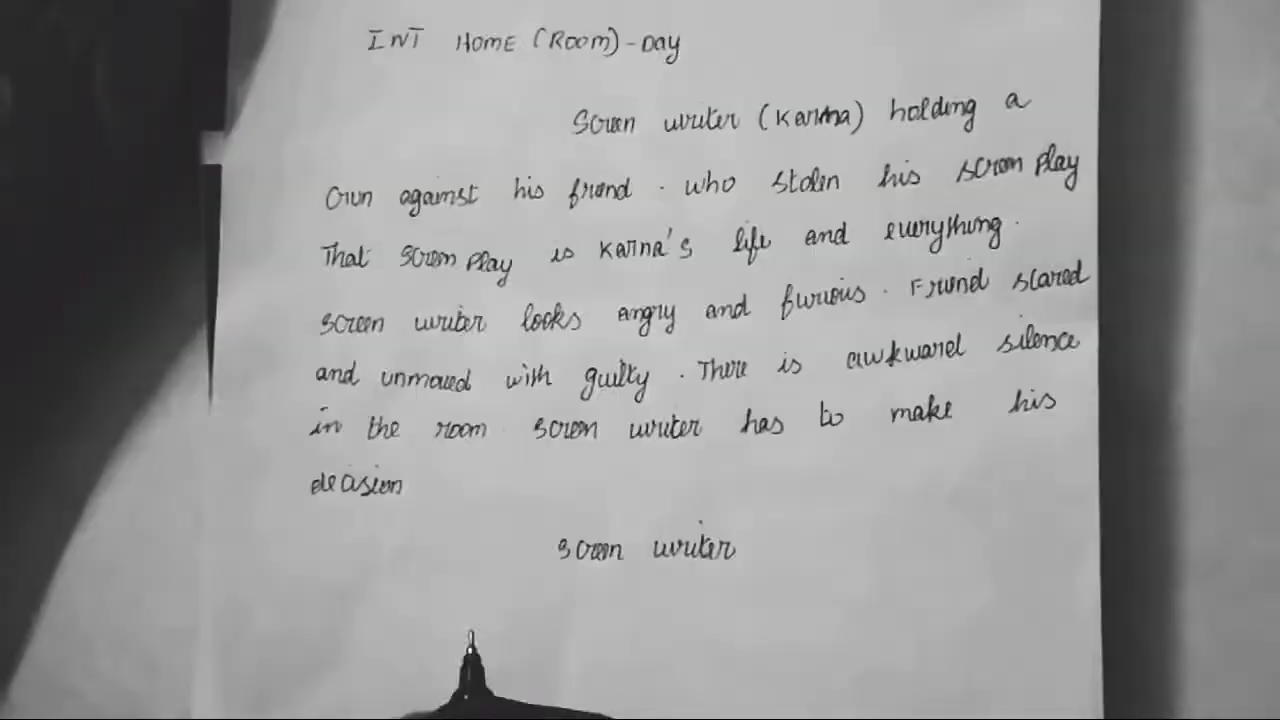 INT HOME (ROOM) - Day
Screen writer (Karna) holding a
Gun against his friend . who stolen his screen play
That screen play is Karna's life and everything .
screen writer looks angry and furious . Friend scared
and unmoved with guilty . There is awkward silence
in the room screen writer has to make his
decision
screen writer